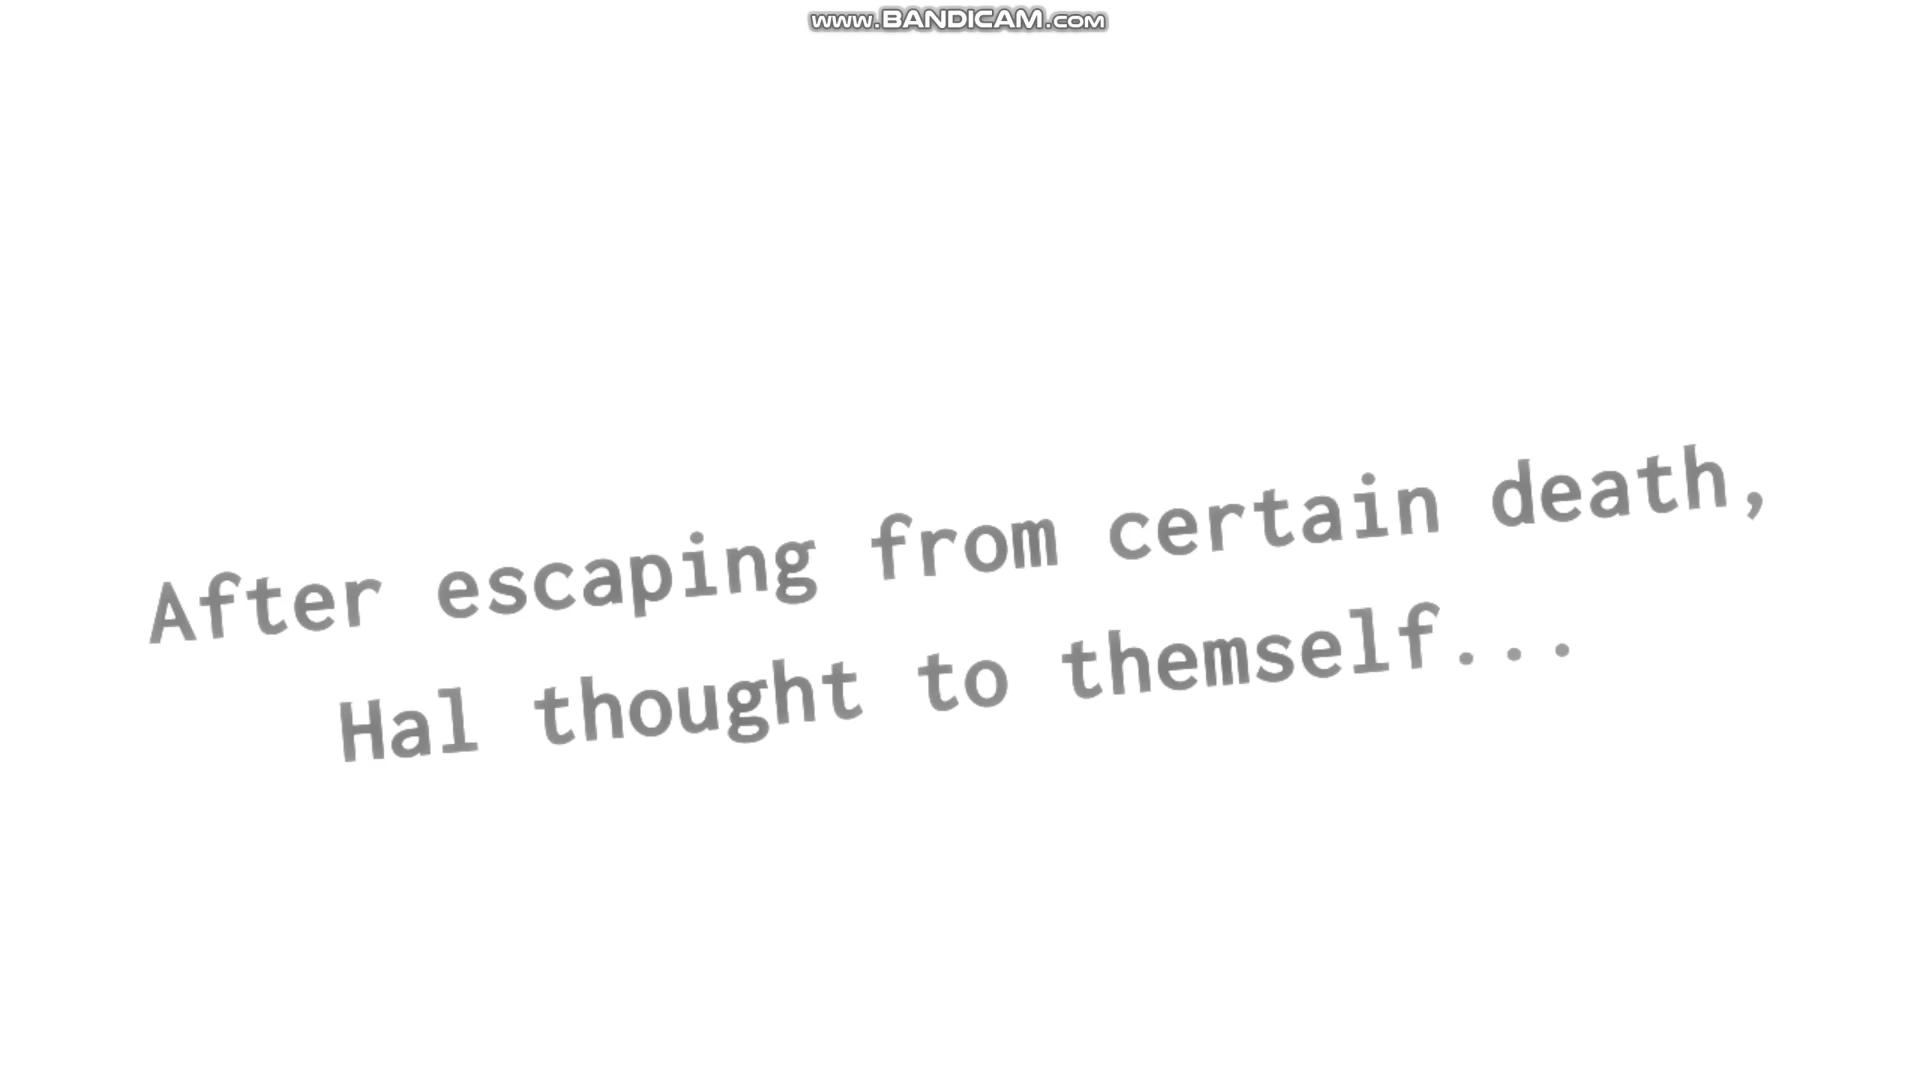 www.BANDICAM.com
After escaping from certain death,
Hal thought to themself...